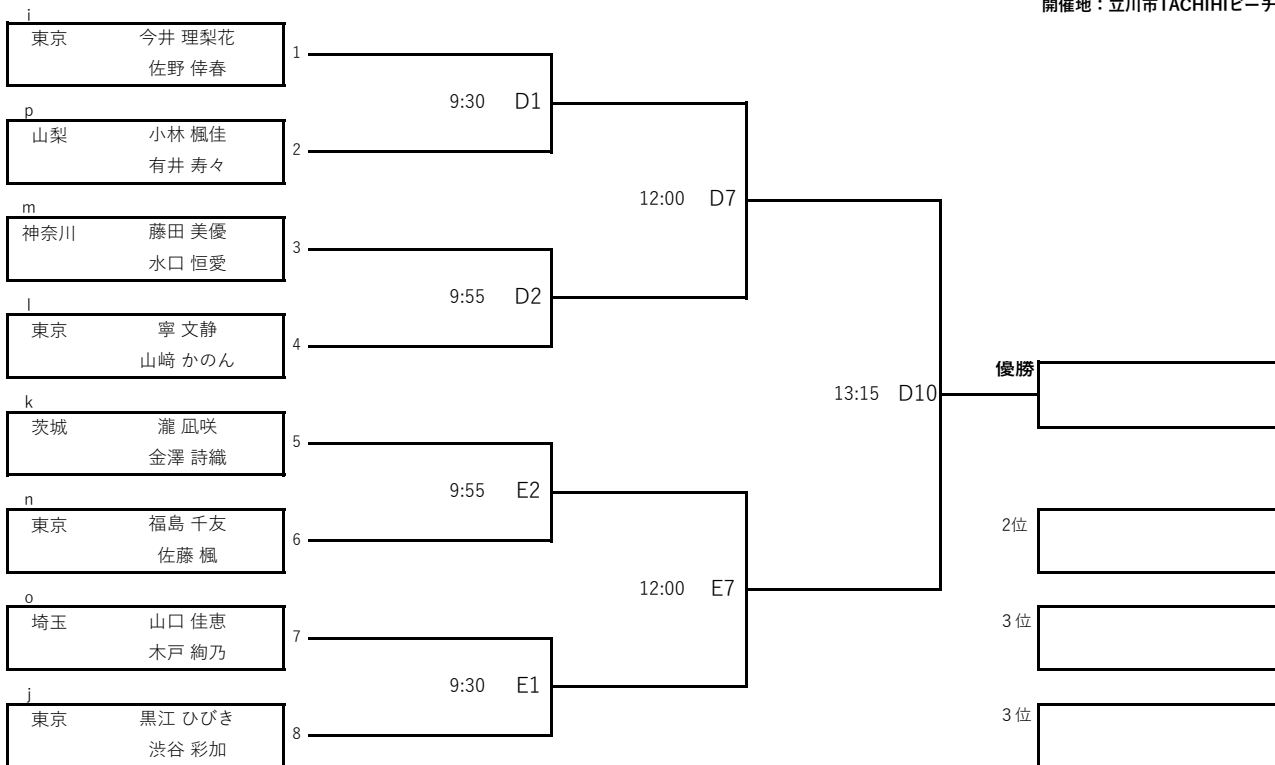 開催地：立川市TACHIHIビーチ
i
東京 今井 理梨花
佐野 倖春
1
9:30 D1
p
山梨 小林 楓佳
有井 寿々
2
12:00 D7
m
神奈川 藤田 美優
水口 恒愛
3
9:55 D2
l
東京 寧 文静
山﨑 かのん
4
優勝
13:15 D10
k
茨城 瀧 凪咲
金澤 詩織
5
9:55 E2
n
東京 福島 千友
佐藤 楓
6
2位
12:00 E7
o
埼玉 山口 佳恵
木戸 絢乃
7
3位
9:30 E1
j
東京 黒江 ひびき
渋谷 彩加
8
3位